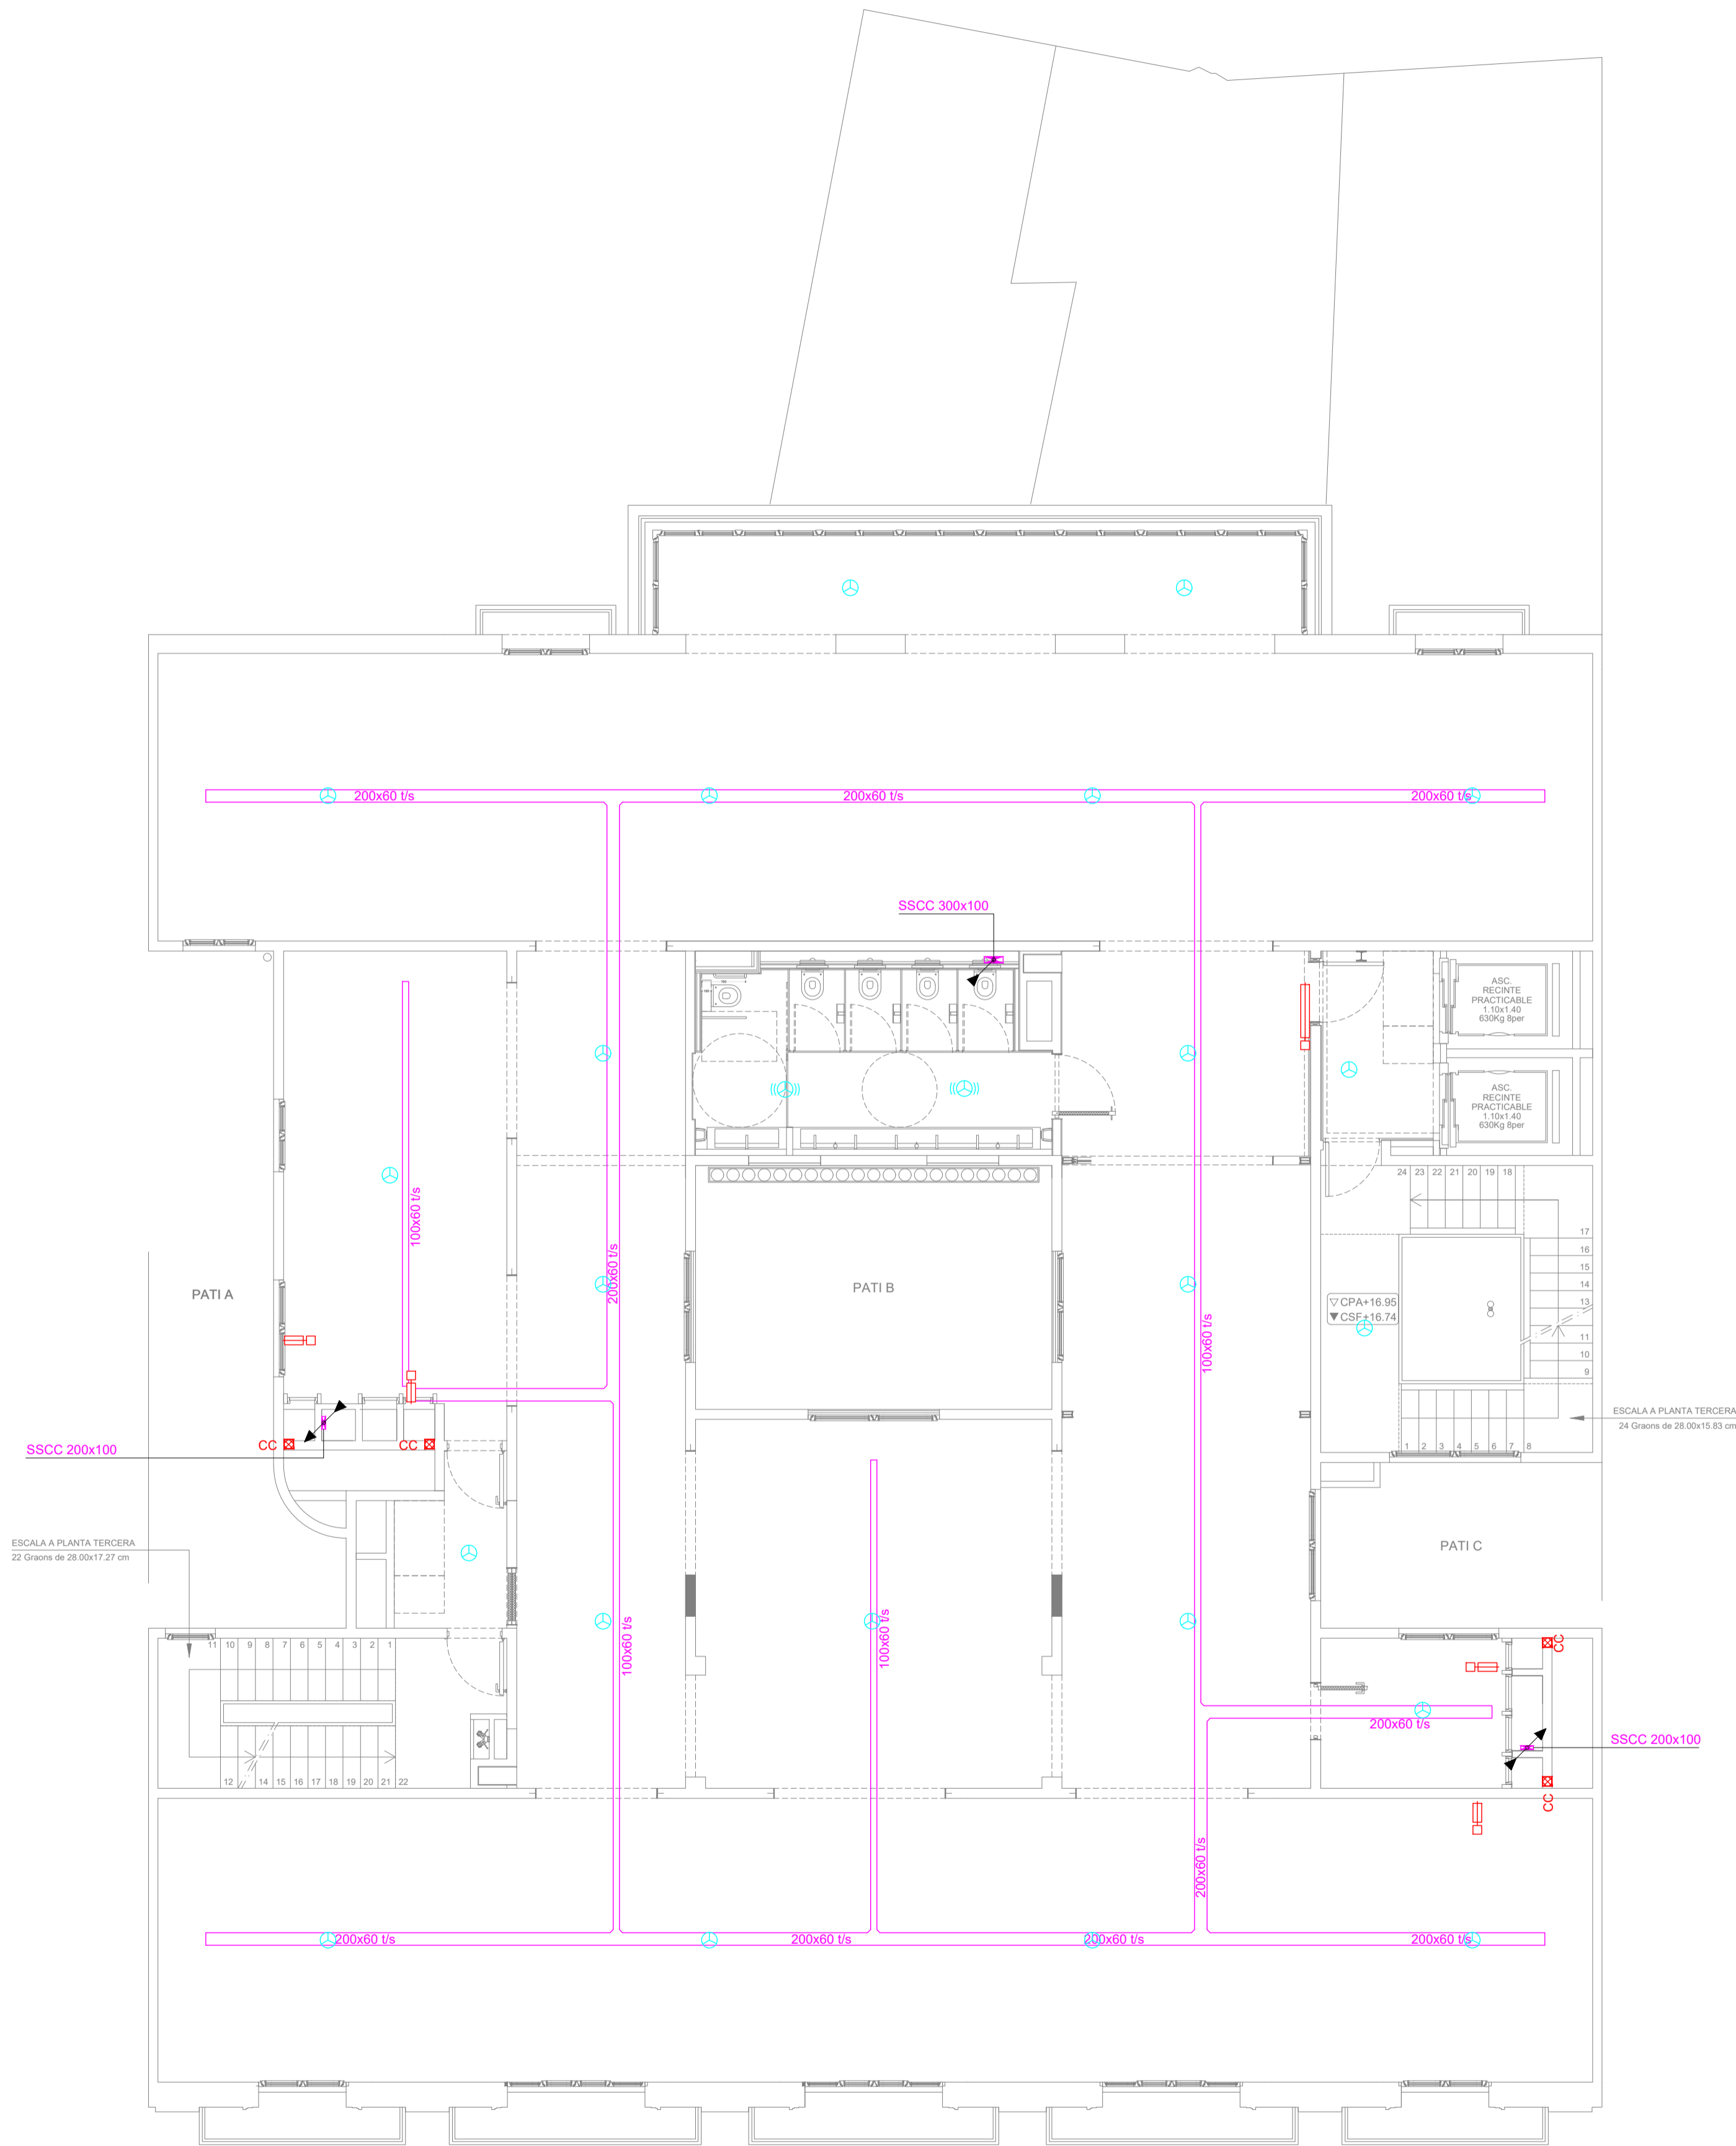 200x60 t/s
200x60 t/s
200x60 t/s
SSCC 300x100
ASC.
RECINTE
PRACTICABLE
1.10x1.40
630Kg 8per
ASC.
RECINTE
PRACTICABLE
1.10x1.40
630Kg 8per
100x60 t/s
24 23 22 21 20 19 18
17
16
15
14
13
11
10
9
200x60 t/s
PATI A
PATI B
CPA+16.95
CSF+16.74
100x60 t/s
ESCALA A PLANTA TERCERA
24 Graons de 28.00x15.83 cm
CC
CC
SSCC 200x100
1 2 3 4 5 6 7 8
ESCALA A PLANTA TERCERA
22 Graons de 28.00x17.27 cm
PATI C
11 10 9 8 7 6 5 4 3 2 1
100x60 t/s
100x60 t/s
CC
200x60 t/s
SSCC 200x100
12 14 15 16 17 18 19 20 21 22
CC
200x60 t/s
200x60 t/s
200x60 t/s
200x60 t/s
200x60 t/s